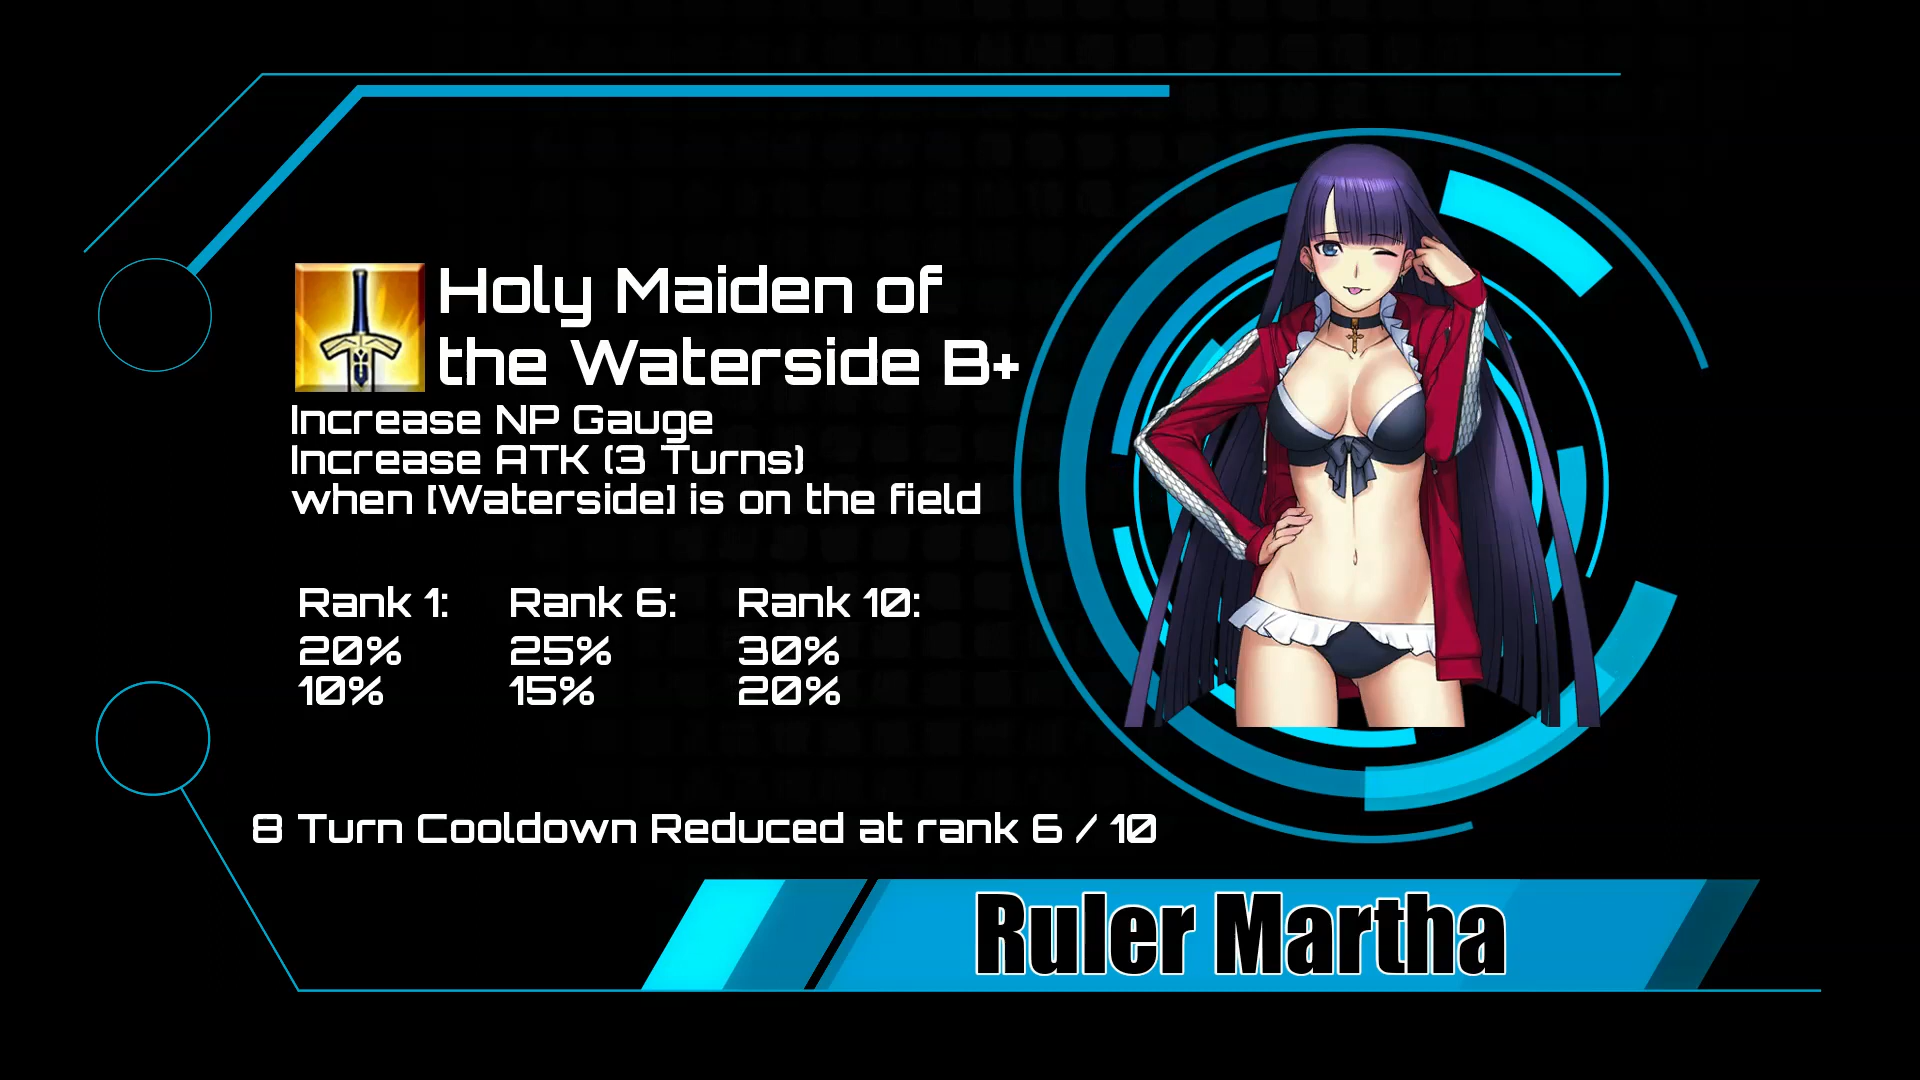 Holy Maiden of
the Waterside B+
Increase NP Gauge
Increase ATK (3 Turns)
when [Waterside] is on the field
Rank 1: Rank 6: Rank 10:
20% 25% 30%
10% 15% 20%
8 Turn Cooldown Reduced at rank 6 / 10
Ruler Martha